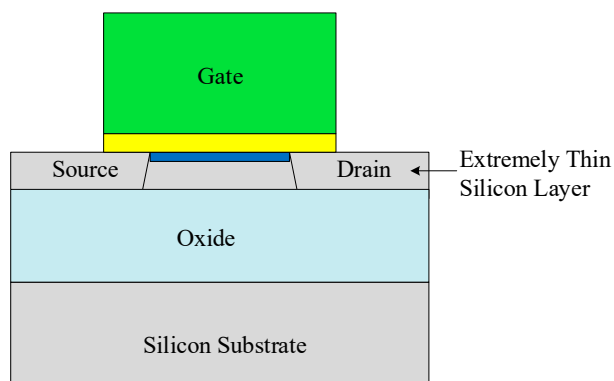 Gate
Source
Drain
Extremely Thin
Silicon Layer
Oxide
Silicon Substrate